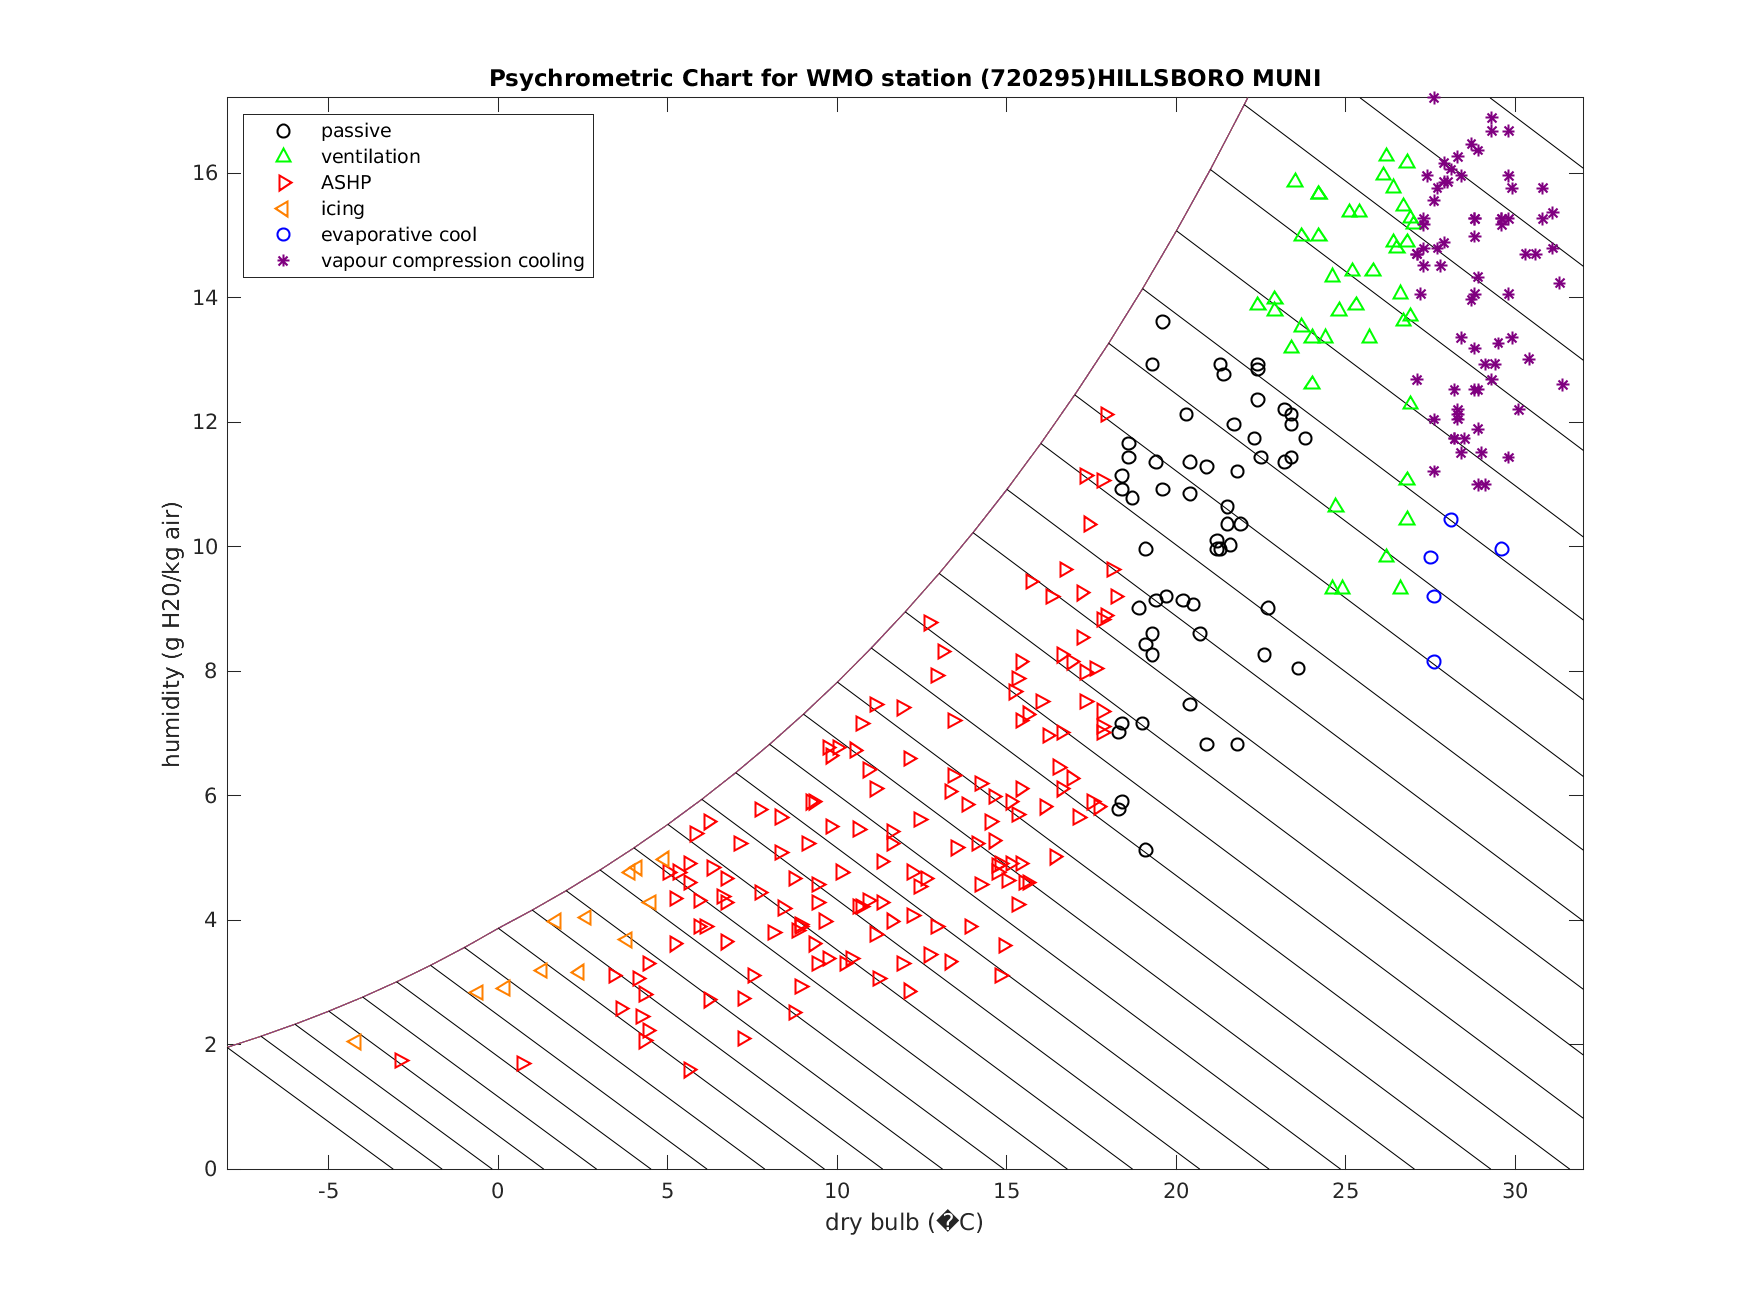 Psychrometric Chart for WMO station (720295)HILLSBORO MUNI
passive
ventilation
ASHP
icing
evaporative cool
vapour compression cooling
humidity (g H20/kg air)
16
14
12
10
8
6
4
2
0
-5 0 5 10 15 20 25 30
dry bulb (�C)